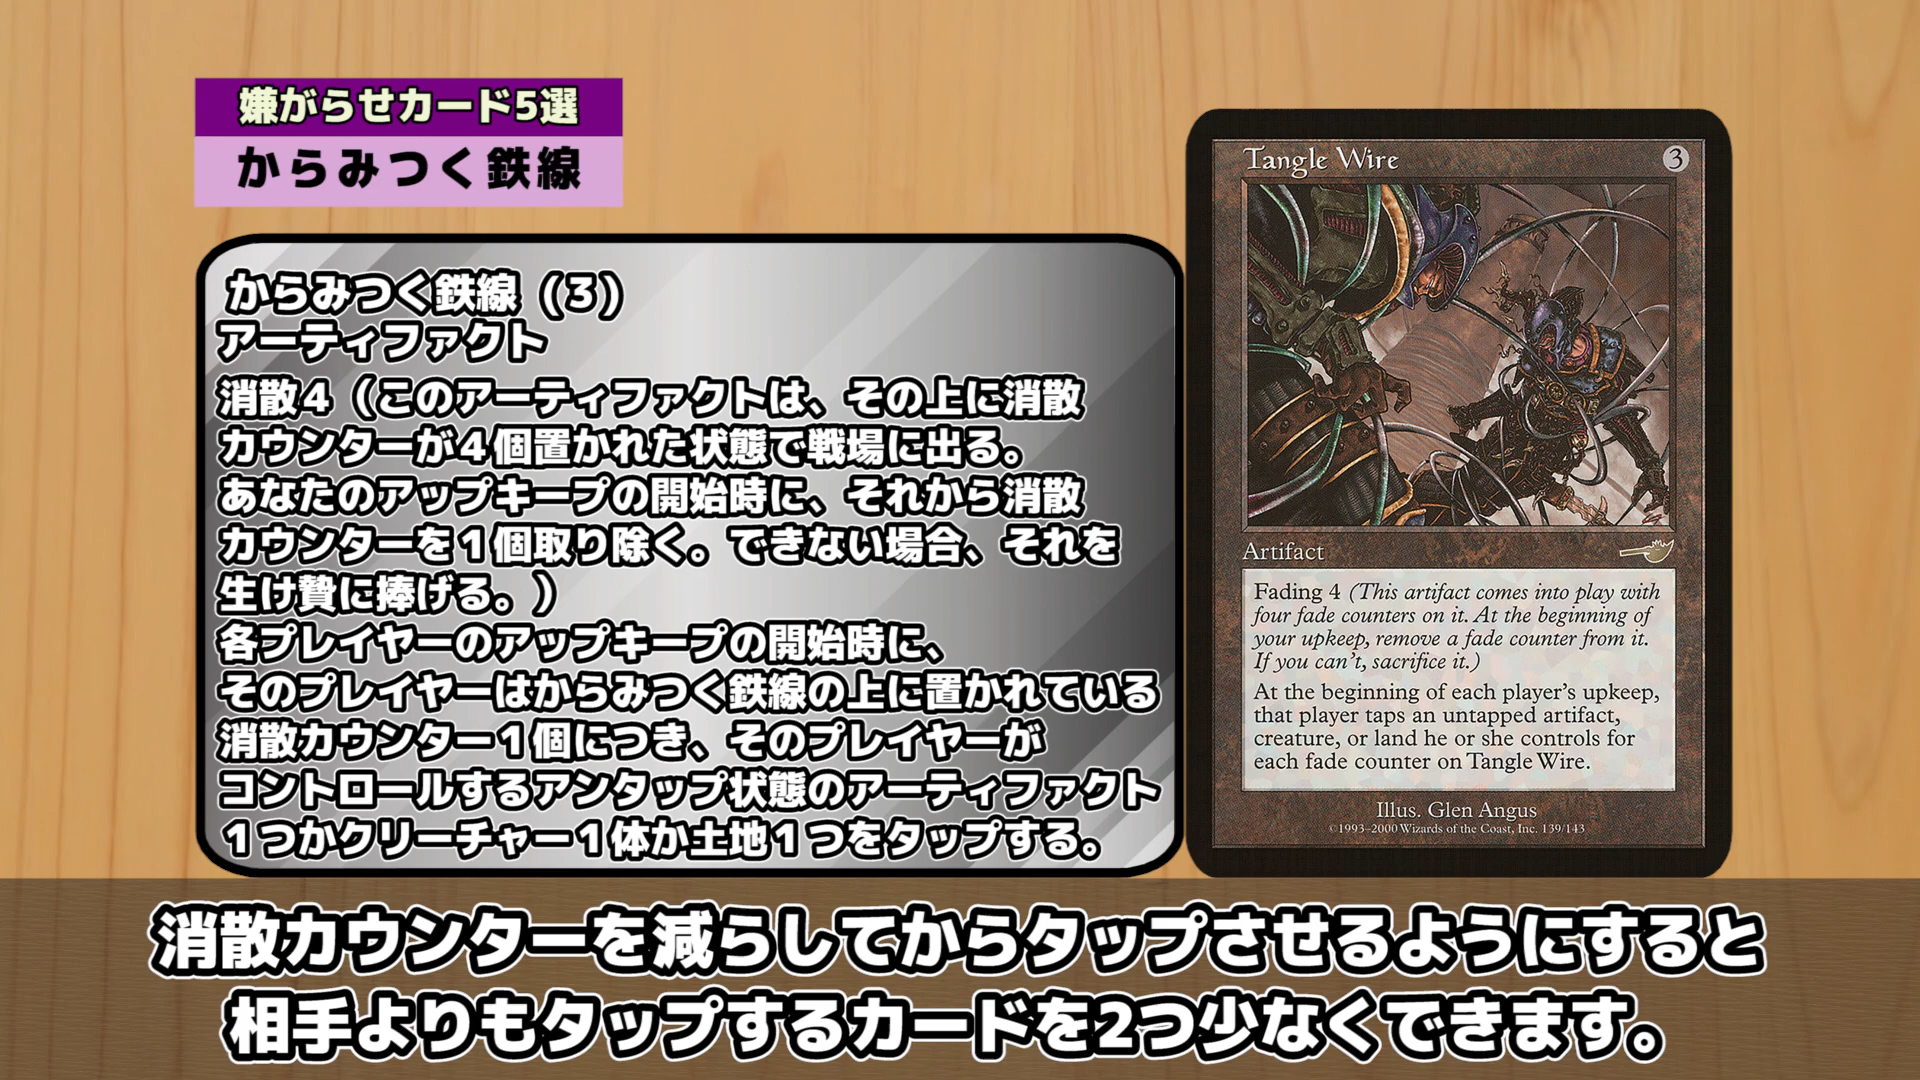 嫌がらせカード5選
からみつく鉄線
からみつく鉄線（３）
アーティファクト
消散４（このアーティファクトは、その上に消散
カウンターが４個置かれた状態で戦場に出る。
あなたのアップキープの開始時に、それから消散
カウンターを１個取り除く。できない場合、それを
生け贄に捧げる。）
各プレイヤーのアップキープの開始時に、
そのプレイヤーはからみつく鉄線の上に置かれている
消散カウンター１個につき、そのプレイヤーが
コントロールするアンタップ状態のアーティファクト
１つかクリーチャー１体か土地１つをタップする。
Tangle Wire
3
Artifact
Fading 4 (This artifact comes into play with
four fade counters on it. At the beginning of
your upkeep, remove a fade counter from it.
If you can't, sacrifice it.)
At the beginning of each player's upkeep,
that player taps an untapped artifact,
creature, or land he or she controls for
each fade counter on Tangle Wire.
Illus. Glen Angus
©1993–2000 Wizards of the Coast, Inc. 139/143
消散カウンターを減らしてからタップさせるようにすると
相手よりもタップするカードを2つ少なくできます。